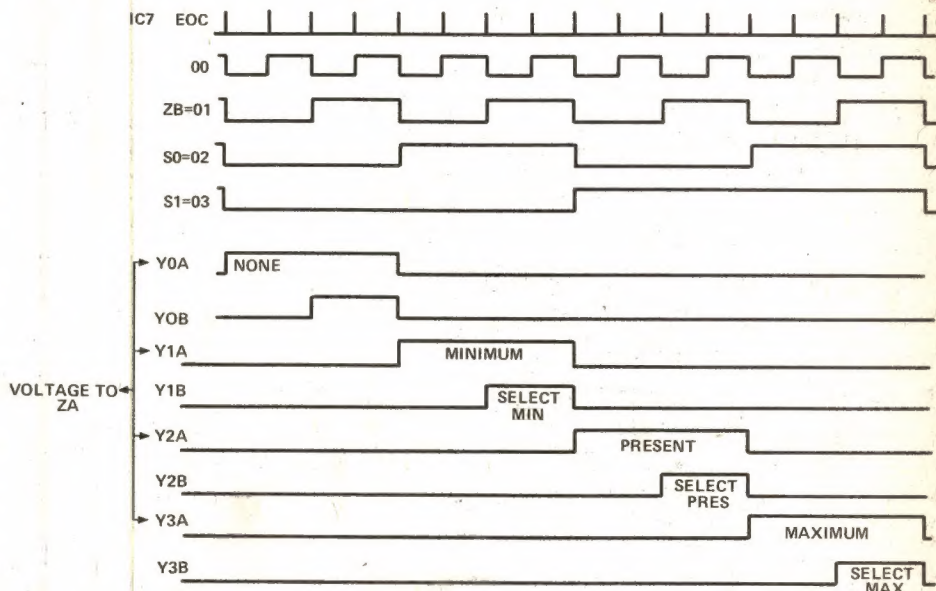 IC7 EOC
00
ZB=01
S0=02
S1=03
Y0A NONE
YOB
Y1A MINIMUM
VOLTAGE TO
ZA
Y1B SELECT
MIN
Y2A PRESENT
Y2B SELECT
PRES
Y3A MAXIMUM
Y3B SELECT
MAX